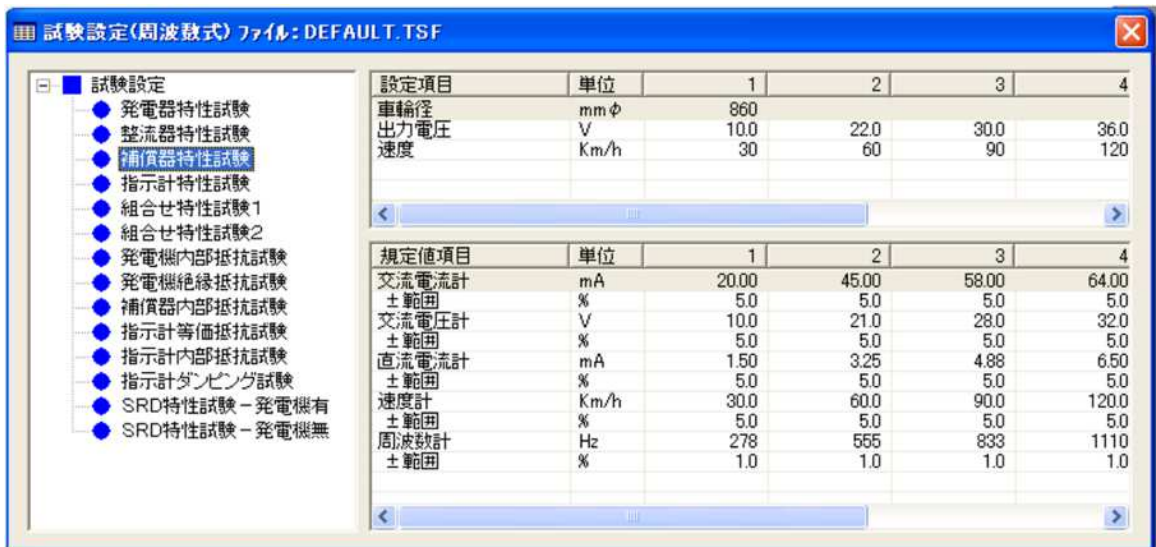 試験設定(周波数式) ファイル:DEFAULT.TSF
試験設定
発電器特性試験
整流器特性試験
補償器特性試験
指示計特性試験
組合せ特性試験1
組合せ特性試験2
発電機内部抵抗試験
発電機絶縁抵抗試験
補償器内部抵抗試験
指示計等価抵抗試験
指示計内部抵抗試験
指示計ダンピング試験
SRD特性試験-発電機有
SRD特性試験-発電機無
設定項目 単位 1 2 3 4
車輪径 mmφ 860
出力電圧 V 10.0 22.0 30.0 36.0
速度 Km/h 30 60 90 120
規定値項目 単位 1 2 3 4
交流電流計 mA 20.00 45.00 58.00 64.00
±範囲 % 5.0 5.0 5.0 5.0
交流電圧計 V 10.0 21.0 28.0 32.0
±範囲 % 5.0 5.0 5.0 5.0
直流電流計 mA 1.50 3.25 4.88 6.50
±範囲 % 5.0 5.0 5.0 5.0
速度計 Km/h 30.0 60.0 90.0 120.0
±範囲 % 5.0 5.0 5.0 5.0
周波数計 Hz 278 555 833 1110
±範囲 % 1.0 1.0 1.0 1.0